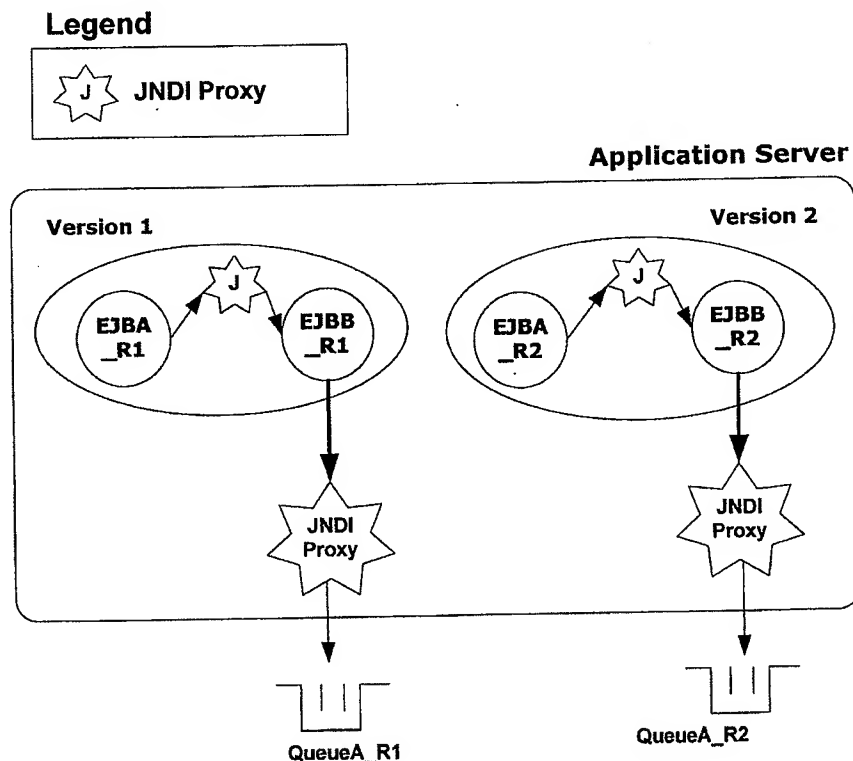 Legend
J JNDI Proxy
Application Server
Version 1
Version 2
J
J
EJBA
_R1
EJBB
_R1
EJBA
_R2
EJBB
_R2
JNDI
Proxy
JNDI
Proxy
QueueA_R1
QueueA_R2